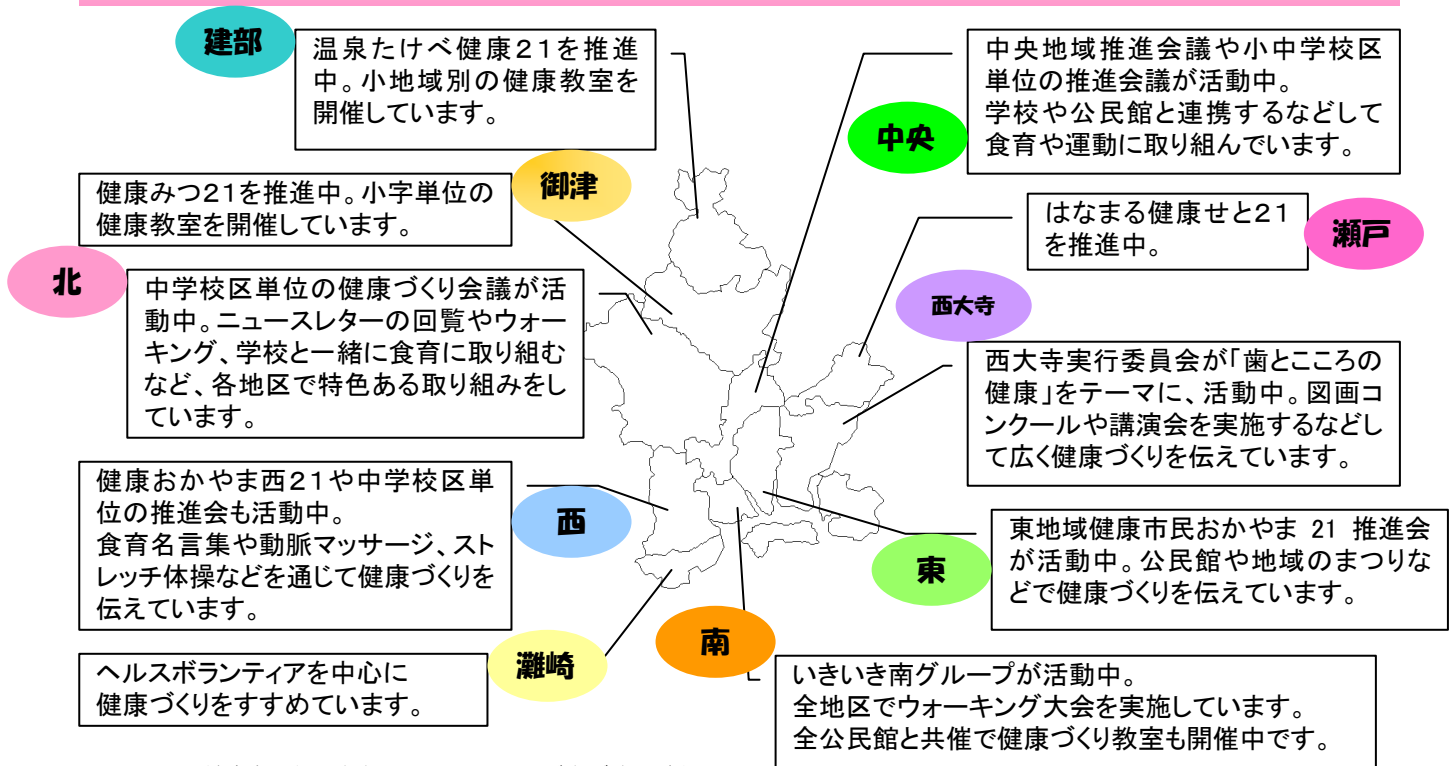 建部
温泉たけべ健康21を推進
中。小地域別の健康教室を
開催しています。
中央地域推進会議や小中学校区
単位の推進会議が活動中。
学校や公民館と連携するなどして
食育や運動に取り組んでいます。
中央
御津
健康みつ21を推進中。小字単位の
健康教室を開催しています。
はなまる健康せと21
を推進中。
瀬戸
北
中学校区単位の健康づくり会議が活
動中。ニュースレターの回覧やウォー
キング、学校と一緒に食育に取り組む
など、各地区で特色ある取り組みをし
ています。
西大寺
西大寺実行委員会が「歯とこころの
健康」をテーマに、活動中。図画コ
ンクールや講演会を実施するなどし
て広く健康づくりを伝えています。
健康おかやま西21や中学校区単
位の推進会も活動中。
食育名言集や動脈マッサージ、スト
レッチ体操などを通じて健康づくりを
伝えています。
西
東地域健康市民おかやま 21 推進会
が活動中。公民館や地域のまつりな
どで健康づくりを伝えています。
東
ヘルスボランティアを中心に
健康づくりをすすめています。
灘崎
南
いきいき南グループが活動中。
全地区でウォーキング大会を実施しています。
全公民館と共催で健康づくり教室も開催中です。